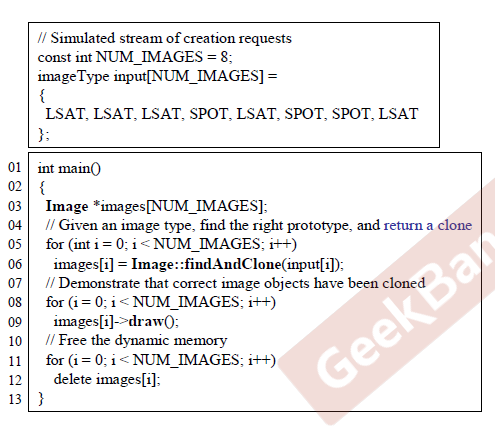 // Simulated stream of creation requests
const int NUM_IMAGES = 8;
imageType input[NUM_IMAGES] =
{
LSAT, LSAT, LSAT, SPOT, LSAT, SPOT, SPOT, LSAT
};
01 int main()
02 {
03 Image *images[NUM_IMAGES];
04 // Given an image type, find the right prototype, and return a clone
05 for (int i = 0; i < NUM_IMAGES; i++)
06 images[i] = Image::findAndClone(input[i]);
07 // Demonstrate that correct image objects have been cloned
08 for (i = 0; i < NUM_IMAGES; i++)
09 images[i]->draw();
10 // Free the dynamic memory
11 for (i = 0; i < NUM_IMAGES; i++)
12 delete images[i];
13 }
GeekBan